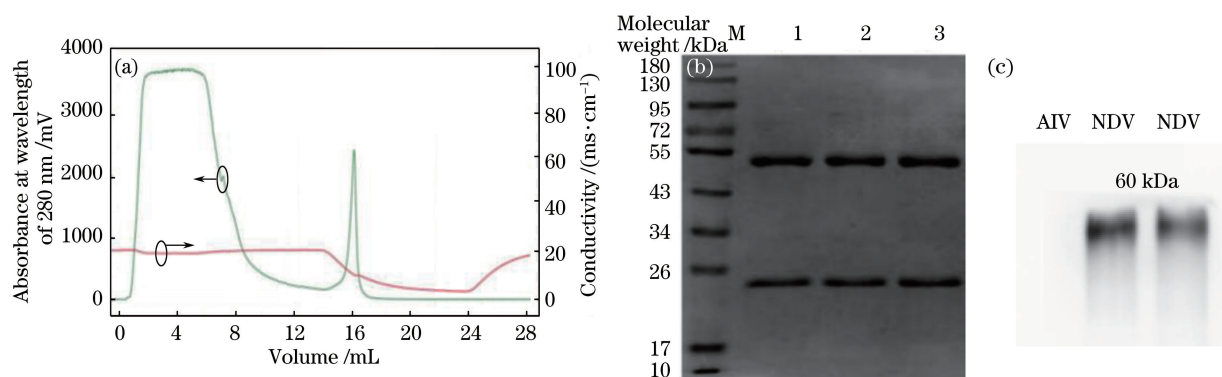 (a)
Absorbance at wavelength
of 280 nm /mV
4000
3000
2000
1000
0
100
80
60
40
20
0
Conductivity /(ms·cm⁻¹)
0 4 8 12 16 20 24 28
Volume /mL
Molecular
weight /kDa
M 1 2 3
(b)
180
130
95
72
55
43
34
26
17
10
(c)
AIV NDV NDV
60 kDa